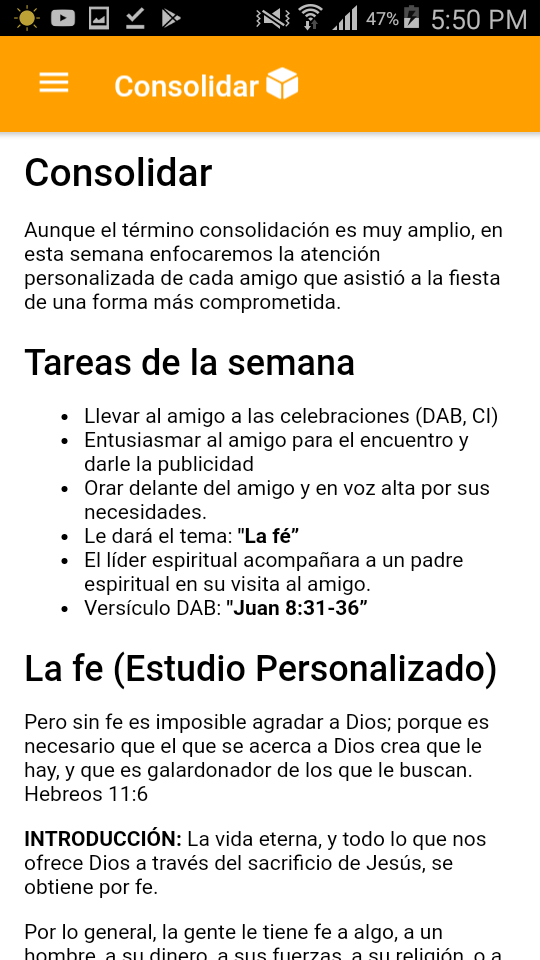 47% 5:50 PM
Consolidar
Consolidar
Aunque el término consolidación es muy amplio, en
esta semana enfocaremos la atención
personalizada de cada amigo que asistió a la fiesta
de una forma más comprometida.
Tareas de la semana
• Llevar al amigo a las celebraciones (DAB, CI)
• Entusiasmar al amigo para el encuentro y
darle la publicidad
• Orar delante del amigo y en voz alta por sus
necesidades.
• Le dará el tema: "La fé”
• El líder espiritual acompañara a un padre
espiritual en su visita al amigo.
• Versículo DAB: "Juan 8:31-36”
La fe (Estudio Personalizado)
Pero sin fe es imposible agradar a Dios; porque es
necesario que el que se acerca a Dios crea que le
hay, y que es galardonador de los que le buscan.
Hebreos 11:6
INTRODUCCIÓN: La vida eterna, y todo lo que nos
ofrece Dios a través del sacrificio de Jesús, se
obtiene por fe.
Por lo general, la gente le tiene fe a algo, a un
hombre, a su dinero, a sus fuerzas, a su religión, o a